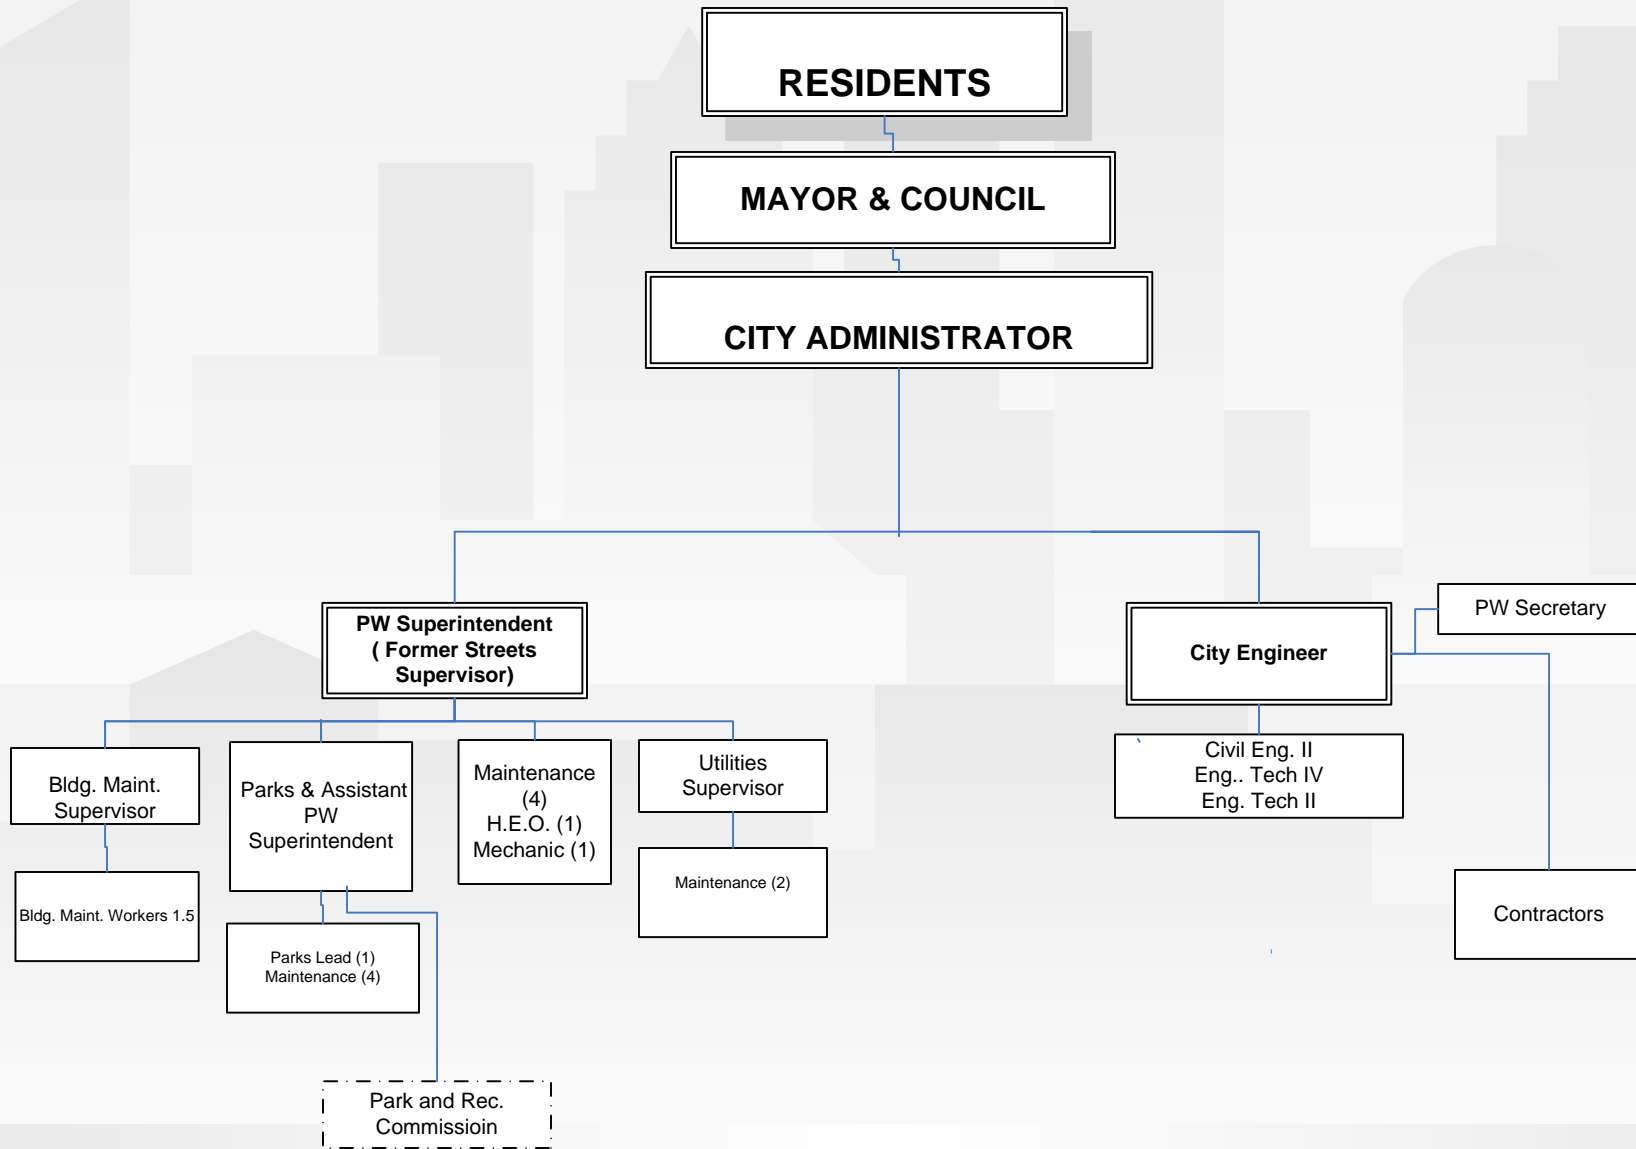 RESIDENTS
MAYOR & COUNCIL
CITY ADMINISTRATOR
PW Superintendent
( Former Streets
Supervisor)
City Engineer
PW Secretary
Bldg. Maint.
Supervisor
Parks & Assistant
PW
Superintendent
Maintenance
(4)
H.E.O. (1)
Mechanic (1)
Utilities
Supervisor
Civil Eng. II
Eng.. Tech IV
Eng. Tech II
Bldg. Maint. Workers 1.5
Parks Lead (1)
Maintenance (4)
Maintenance (2)
Contractors
Park and Rec.
Commissioin